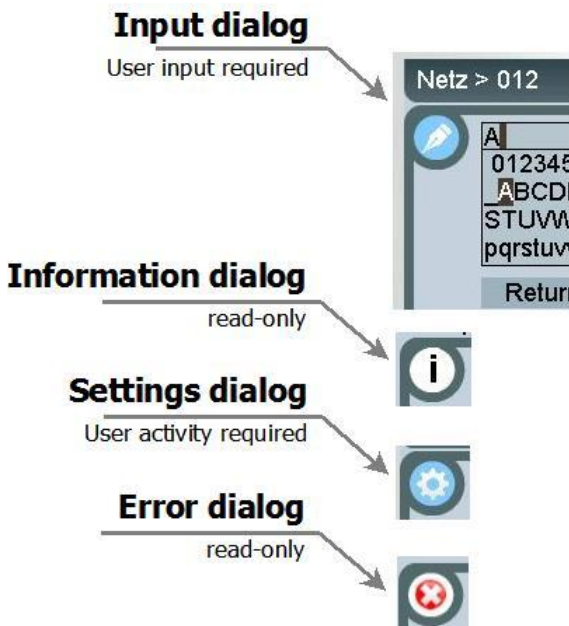 Input dialog
User input required
Netz > 012
A
012345
_ABCD
STUVW
pqrstuv
Return
Information dialog
read-only
i
Settings dialog
User activity required
Error dialog
read-only